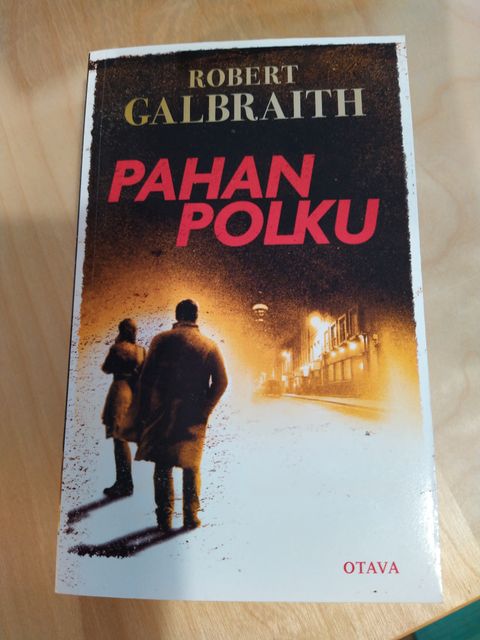 ROBERT
GALBRAITH
PAHAN
POLKU
OTAVA